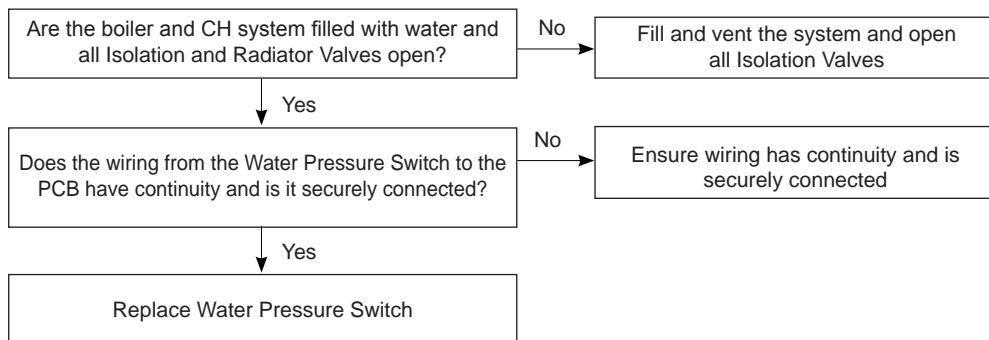 Are the boiler and CH system filled with water and
all Isolation and Radiator Valves open?
No
Fill and vent the system and open
all Isolation Valves
Yes
Does the wiring from the Water Pressure Switch to the
PCB have continuity and is it securely connected?
No
Ensure wiring has continuity and is
securely connected
Yes
Replace Water Pressure Switch